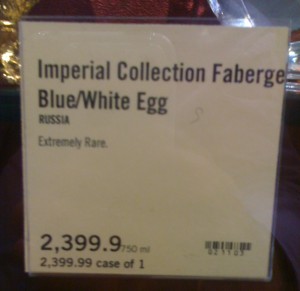 Imperial Collection Faberge
Blue/White Egg
RUSSIA
Extremely Rare.
2,399.9 750 ml
2,399.99 case of 1